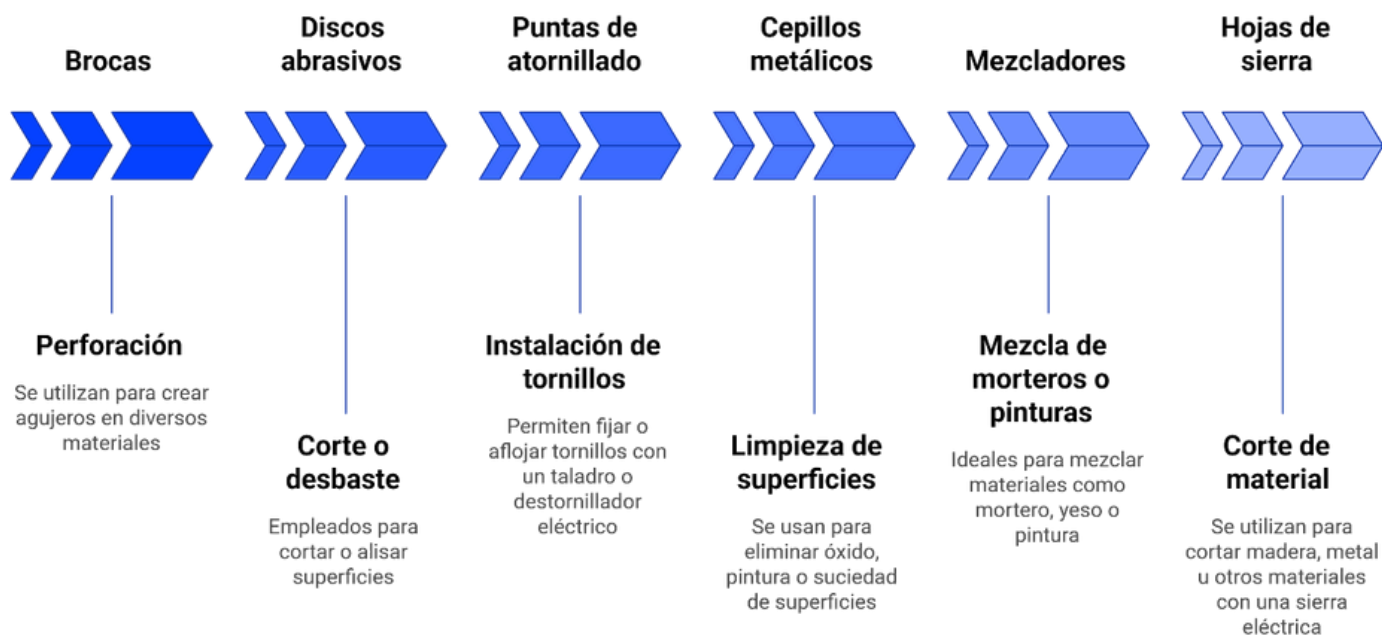 Brocas
Discos
abrasivos
Puntas de
atornillado
Cepillos
metálicos
Mezcladores
Hojas de
sierra
Perforación
Se utilizan para crear
agujeros en diversos
materiales
Corte o
desbaste
Empleados para
cortar o alisar
superficies
Instalación de
tornillos
Permiten fijar o
aflojar tornillos con
un taladro o
destornillador
eléctrico
Limpieza de
superficies
Se usan para
eliminar óxido,
pintura o suciedad
de superficies
Mezcla de
morteros o
pinturas
Ideales para mezclar
materiales como
mortero, yeso o
pintura
Corte de
material
Se utilizan para
cortar madera, metal
u otros materiales
con una sierra
eléctrica